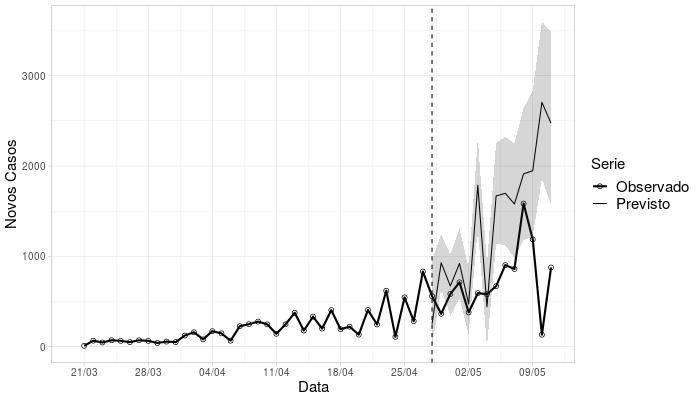 3000
2000
1000
0
Novos Casos
21/03 28/03 04/04 11/04 18/04 25/04 02/05 09/05
Data
Serie
Observado
Previsto